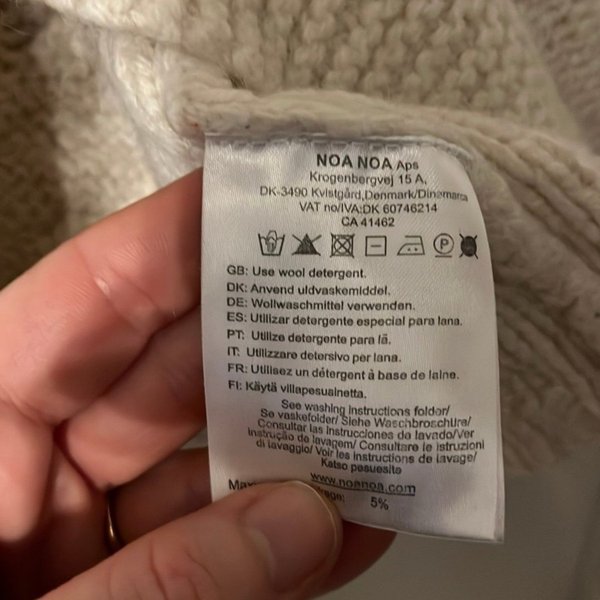 NOA NOA Aps
Krogenbergvej 15 A,
DK-3490 Kvistgård,Denmark/Dinamarca
VAT no/IVA:DK 60746214
CA 41462
P
GB: Use wool detergent.
DK: Anvend uldvaskemiddel.
DE: Wollwaschmittel verwenden.
ES: Utilizar detergente especial para lana.
PT: Utilize detergente para lã.
IT: Utilizzare detersivo per lana.
FR: Utilisez un détergent à base de laine.
FI: Käytä villapesuainetta.
See washing instructions folder/
Se vaskefolder/ Siehe Waschbroschüre/
Consultar las instrucciones de lavado/Ver
instrução de lavagem/ Consultare le istruzioni
di lavaggio/ Voir les instructions de lavage/
Katso pesuesite
www.noanoa.com
5%